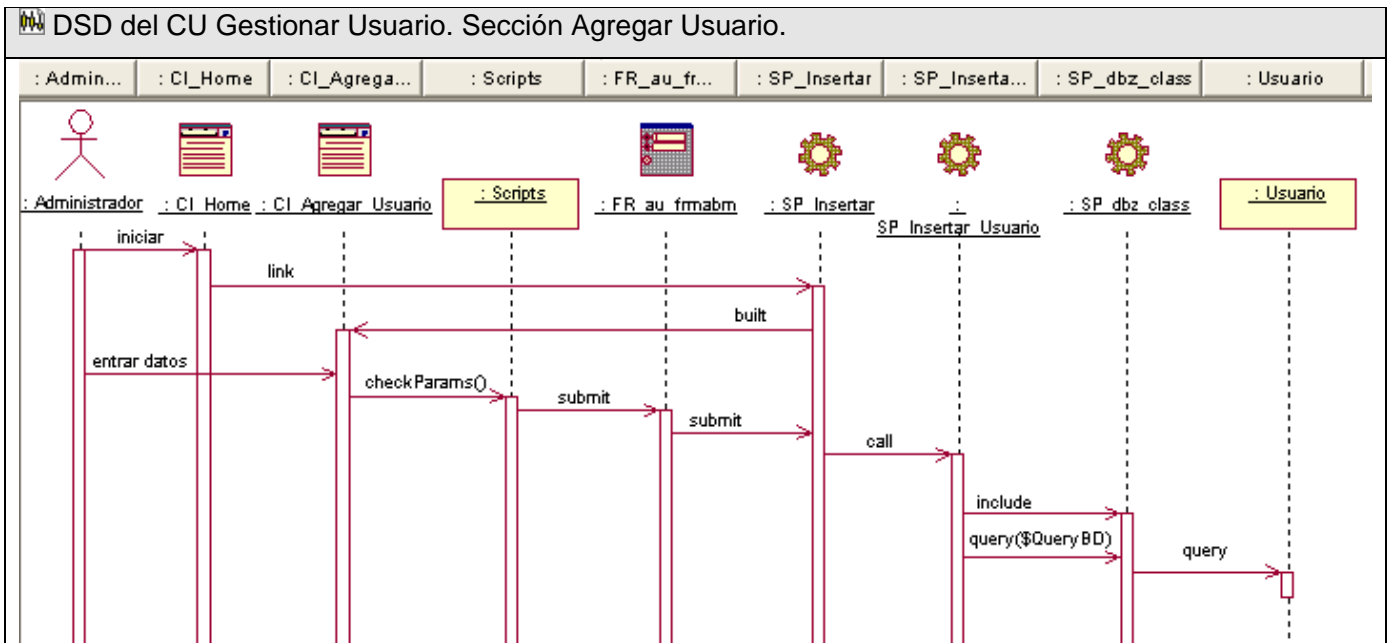 DSD del CU Gestionar Usuario. Sección Agregar Usuario.
: Admin... : CI_Home : CI_Agrega... : Scripts : FR_au_fr... : SP_Insertar : SP_Inserta... : SP_dbz_class : Usuario
: Administrador : CI_Home : CI_Agregar_Usuario : Scripts : FR_au_frmabm : SP_Insertar : SP_Insertar_Usuario : SP_dbz_class : Usuario
iniciar
link
built
entrar datos
checkParams()
submit
submit
call
include
query($QueryBD)
query